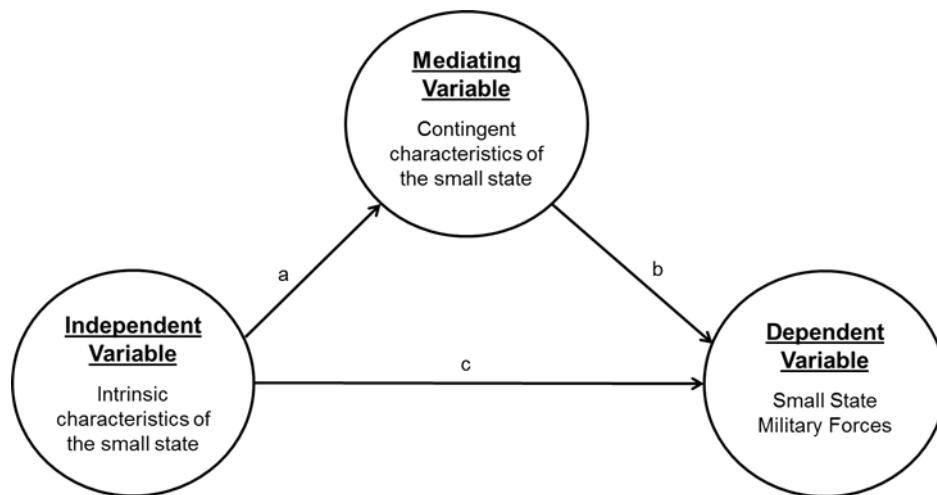 Mediating
Variable
Contingent
characteristics of
the small state
a
b
Independent
Variable
Intrinsic
characteristics of
the small state
c
Dependent
Variable
Small State
Military Forces